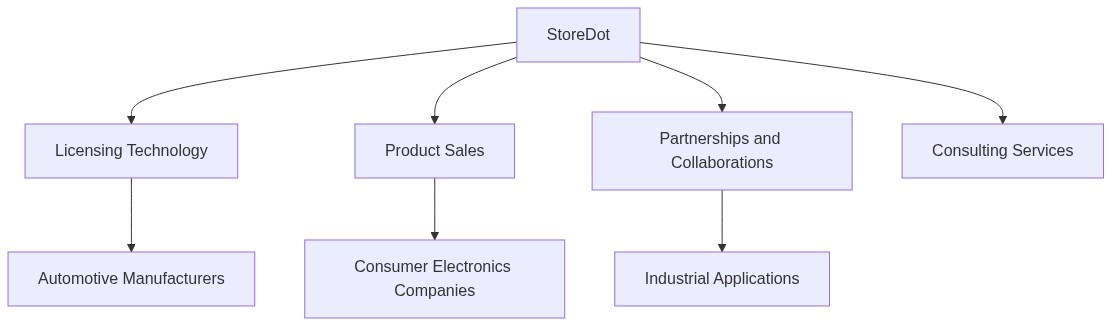 StoreDot
Licensing Technology
Product Sales
Partnerships and
Collaborations
Consulting Services
Automotive Manufacturers
Consumer Electronics
Companies
Industrial Applications